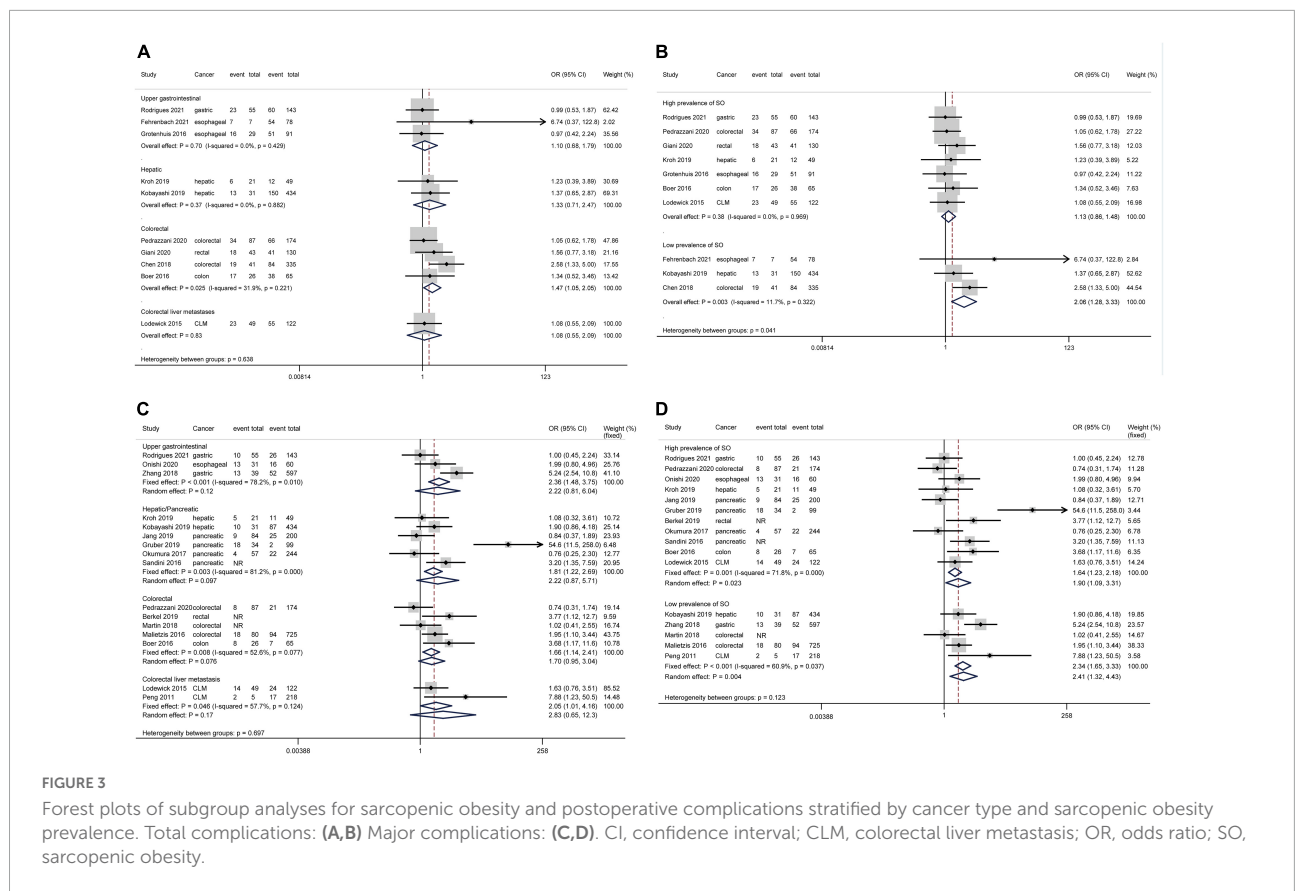 A
Study Cancer event total event total OR (95% CI) Weight (%)
Upper gastrointestinal
Rodrigues 2021 gastric 23 55 60 143 0.99 (0.53, 1.87) 62.42
Fehrenbach 2021 esophageal 7 7 54 78 6.74 (0.37, 122.8) 2.02
Grotenhuis 2016 esophageal 16 29 51 91 0.97 (0.42, 2.24) 35.56
Overall effect: P = 0.70 (I-squared = 0.0%, p = 0.429) 1.10 (0.68, 1.79) 100.00
.
Hepatic
Kroh 2019 hepatic 6 21 12 49 1.23 (0.39, 3.89) 30.69
Kobayashi 2019 hepatic 13 31 150 434 1.37 (0.65, 2.87) 69.31
Overall effect: P = 0.37 (I-squared = 0.0%, p = 0.882) 1.33 (0.71, 2.47) 100.00
.
Colorectal
Pedrazzani 2020 colorectal 34 87 66 174 1.05 (0.62, 1.78) 47.86
Giani 2020 rectal 18 43 41 130 1.56 (0.77, 3.18) 21.16
Chen 2018 colorectal 19 41 84 335 2.58 (1.33, 5.00) 17.55
Boer 2016 colon 17 26 38 65 1.34 (0.52, 3.46) 13.42
Overall effect: P = 0.025 (I-squared = 31.9%, p = 0.221) 1.47 (1.05, 2.05) 100.00
.
Colorectal liver metastases
Lodewick 2015 CLM 23 49 55 122 1.08 (0.55, 2.09) 100.00
Overall effect: P = 0.83 1.08 (0.55, 2.09) 100.00
.
Heterogeneity between groups: p = 0.638
0.00814 1 123
B
Study Cancer event total event total OR (95% CI) Weight (%)
High prevalence of SO
Rodrigues 2021 gastric 23 55 60 143 0.99 (0.53, 1.87) 19.69
Pedrazzani 2020 colorectal 34 87 66 174 1.05 (0.62, 1.78) 27.22
Giani 2020 rectal 18 43 41 130 1.56 (0.77, 3.18) 12.03
Kroh 2019 hepatic 6 21 12 49 1.23 (0.39, 3.89) 5.22
Grotenhuis 2016 esophageal 16 29 51 91 0.97 (0.42, 2.24) 11.22
Boer 2016 colon 17 26 38 65 1.34 (0.52, 3.46) 7.63
Lodewick 2015 CLM 23 49 55 122 1.08 (0.55, 2.09) 16.98
Overall effect: P = 0.38 (I-squared = 0.0%, p = 0.969) 1.13 (0.86, 1.48) 100.00
.
Low prevalence of SO
Fehrenbach 2021 esophageal 7 7 54 78 6.74 (0.37, 122.8) 2.84
Kobayashi 2019 hepatic 13 31 150 434 1.37 (0.65, 2.87) 52.62
Chen 2018 colorectal 19 41 84 335 2.58 (1.33, 5.00) 44.54
Overall effect: P = 0.003 (I-squared = 11.7%, p = 0.322) 2.06 (1.28, 3.33) 100.00
.
Heterogeneity between groups: p = 0.041
0.00814 1 123
C
Study Cancer event total event total OR (95% CI) Weight (%)
(fixed)
Upper gastrointestinal
Rodrigues 2021 gastric 10 55 26 143 1.00 (0.45, 2.24) 33.14
Onishi 2020 esophageal 13 31 16 60 1.99 (0.80, 4.96) 25.76
Zhang 2018 gastric 13 39 52 597 5.24 (2.54, 10.8) 41.10
Fixed effect: P < 0.001 (I-squared = 78.2%, p = 0.010) 2.36 (1.48, 3.75) 100.00
Random effect: P = 0.12 2.22 (0.81, 6.04)
Hepatic/Pancreatic
Kroh 2019 hepatic 5 21 11 49 1.08 (0.32, 3.61) 10.72
Kobayashi 2019 hepatic 10 31 87 434 1.90 (0.86, 4.18) 25.14
Jang 2019 pancreatic 9 84 25 200 0.84 (0.37, 1.89) 23.93
Gruber 2019 pancreatic 18 34 2 99 54.6 (11.5, 258.0) 6.48
Okumura 2017 pancreatic 4 57 22 244 0.76 (0.25, 2.30) 12.77
Sandini 2016 pancreatic NR 3.20 (1.35, 7.59) 20.95
Fixed effect: P = 0.003 (I-squared = 81.2%, p = 0.000) 1.81 (1.22, 2.69) 100.00
Random effect: P = 0.097 2.22 (0.87, 5.71)
Colorectal
Pedrazzani 2020 colorectal 8 87 21 174 0.74 (0.31, 1.74) 19.14
Berkel 2019 rectal NR 3.77 (1.12, 12.7) 9.59
Martin 2018 colorectal NR 1.02 (0.41, 2.55) 16.74
Malietzis 2016 colorectal 18 80 94 725 1.95 (1.10, 3.44) 43.75
Boer 2016 colon 8 26 7 65 3.68 (1.17, 11.6) 10.78
Fixed effect: P = 0.008 (I-squared = 52.6%, p = 0.077) 1.66 (1.14, 2.41) 100.00
Random effect: P = 0.076 1.70 (0.95, 3.04)
Colorectal liver metastasis
Lodewick 2015 CLM 14 49 24 122 1.63 (0.76, 3.51) 85.52
Peng 2011 CLM 2 5 17 218 7.88 (1.23, 50.5) 14.48
Fixed effect: P = 0.046 (I-squared = 57.7%, p = 0.124) 2.05 (1.01, 4.16) 100.00
Random effect: P = 0.17 2.83 (0.65, 12.3)
Heterogeneity between groups: p = 0.697
0.00388 1 258
D
Study Cancer event total event total OR (95% CI) Weight (%)
(fixed)
High prevalence of SO
Rodrigues 2021 gastric 10 55 26 143 1.00 (0.45, 2.24) 12.78
Pedrazzani 2020 colorectal 8 87 21 174 0.74 (0.31, 1.74) 11.28
Onishi 2020 esophageal 13 31 16 60 1.99 (0.80, 4.96) 9.94
Kroh 2019 hepatic 5 21 11 49 1.08 (0.32, 3.61) 5.70
Jang 2019 pancreatic 9 84 25 200 0.84 (0.37, 1.89) 12.71
Gruber 2019 pancreatic 18 34 2 99 54.6 (11.5, 258.0) 3.44
Berkel 2019 rectal NR 3.77 (1.12, 12.7) 5.65
Okumura 2017 pancreatic 4 57 22 244 0.76 (0.25, 2.30) 6.78
Sandini 2016 pancreatic NR 3.20 (1.35, 7.59) 11.13
Boer 2016 colon 8 26 7 65 3.68 (1.17, 11.6) 6.35
Lodewick 2015 CLM 14 49 24 122 1.63 (0.76, 3.51) 14.24
Fixed effect: P = 0.001 (I-squared = 71.8%, p = 0.000) 1.64 (1.23, 2.18) 100.00
Random effect: P = 0.023 1.90 (1.09, 3.31)
Low prevalence of SO
Kobayashi 2019 hepatic 10 31 87 434 1.90 (0.86, 4.18) 19.85
Zhang 2018 gastric 13 39 52 597 5.24 (2.54, 10.8) 23.57
Martin 2018 colorectal NR 1.02 (0.41, 2.55) 14.67
Malietzis 2016 colorectal 18 80 94 725 1.95 (1.10, 3.44) 38.33
Peng 2011 CLM 2 5 17 218 7.88 (1.23, 50.5) 3.58
Fixed effect: P < 0.001 (I-squared = 60.9%, p = 0.037) 2.34 (1.65, 3.33) 100.00
Random effect: P = 0.004 2.41 (1.32, 4.43)
Heterogeneity between groups: p = 0.123
0.00388 1 258
FIGURE 3
Forest plots of subgroup analyses for sarcopenic obesity and postoperative complications stratified by cancer type and sarcopenic obesity
prevalence. Total complications: (A,B) Major complications: (C,D). CI, confidence interval; CLM, colorectal liver metastasis; OR, odds ratio; SO,
sarcopenic obesity.